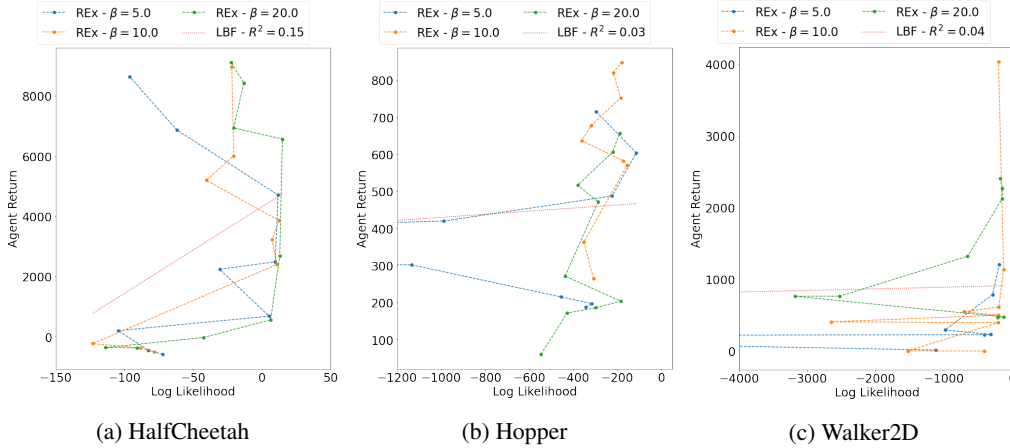 REx - β = 5.0 REx - β = 20.0
REx - β = 10.0 LBF - R² = 0.15
Agent Return
8000
6000
4000
2000
0
−150 −100 −50 0 50
Log Likelihood
(a) HalfCheetah
REx - β = 5.0 REx - β = 20.0
REx - β = 10.0 LBF - R² = 0.03
Agent Return
800
700
600
500
400
300
200
100
−1200 −1000 −800 −600 −400 −200 0
Log Likelihood
(b) Hopper
REx - β = 5.0 REx - β = 20.0
REx - β = 10.0 LBF - R² = 0.04
Agent Return
4000
3000
2000
1000
0
−4000 −3000 −2000 −1000
Log Likelihood
(c) Walker2D